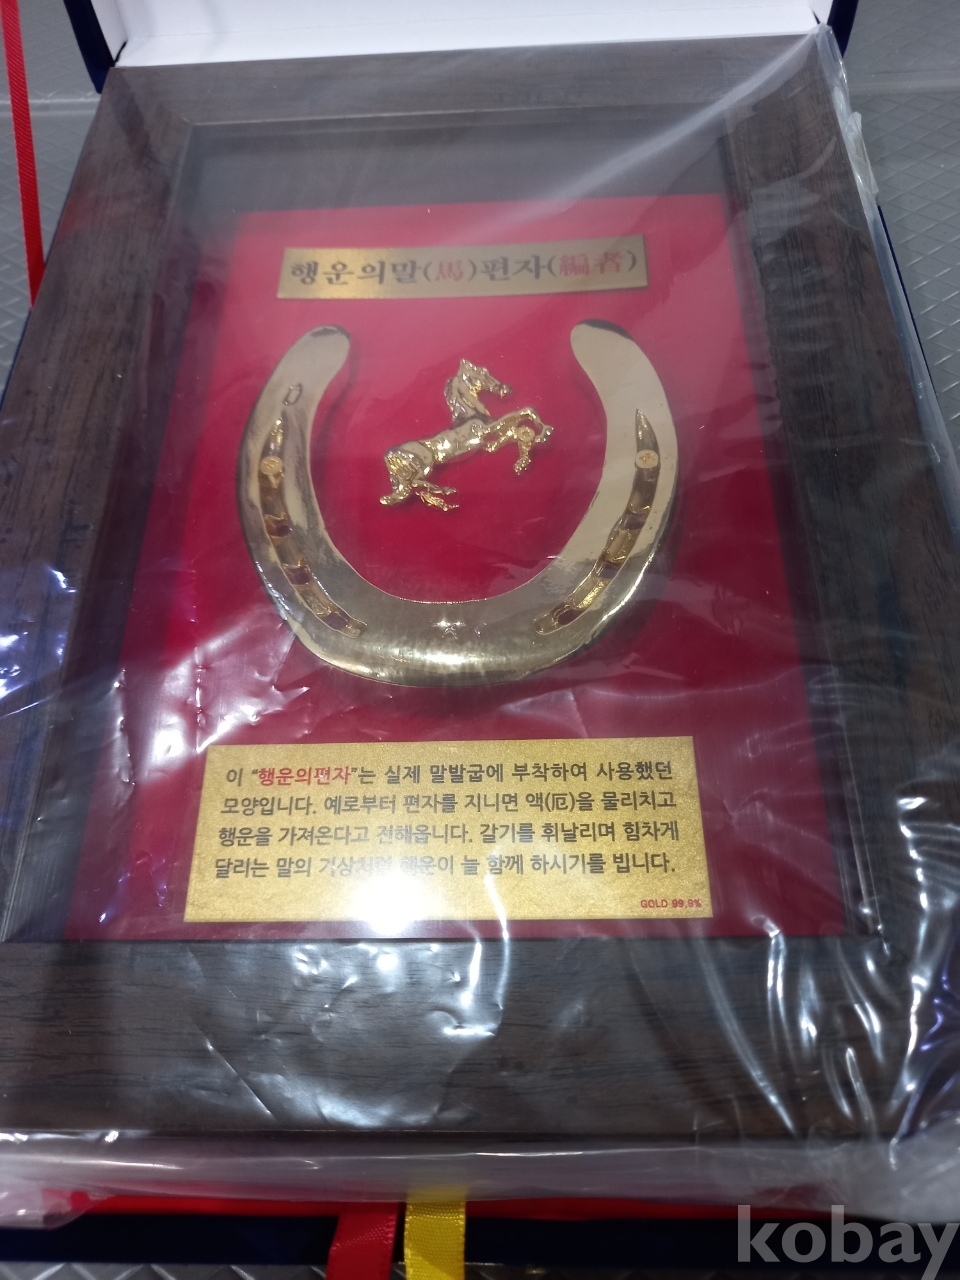 행운의말(馬)편자(編者)
이 "행운의편자"는 실제 말발굽에 부착하여 사용했던
모양입니다. 예로부터 편자를 지니면 액(厄)을 물리치고
행운을 가져온다고 전해옵니다. 갈기를 휘날리며 힘차게
달리는 말의 기상처럼 행운이 늘 함께 하시기를 빕니다.
GOLD 99,9%
kobay